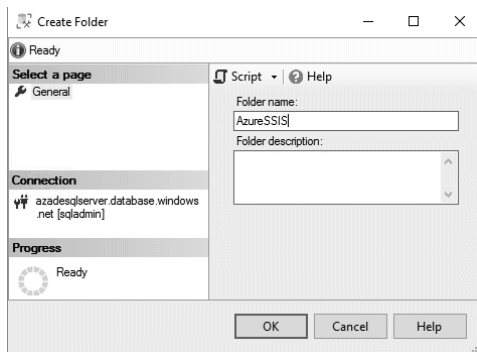 Create Folder
Ready
Select a page
General
Script
Help
Folder name:
AzureSSIS
Folder description:
Connection
azadesqlserver.database.windows
.net [sqladmin]
Progress
Ready
OK
Cancel
Help